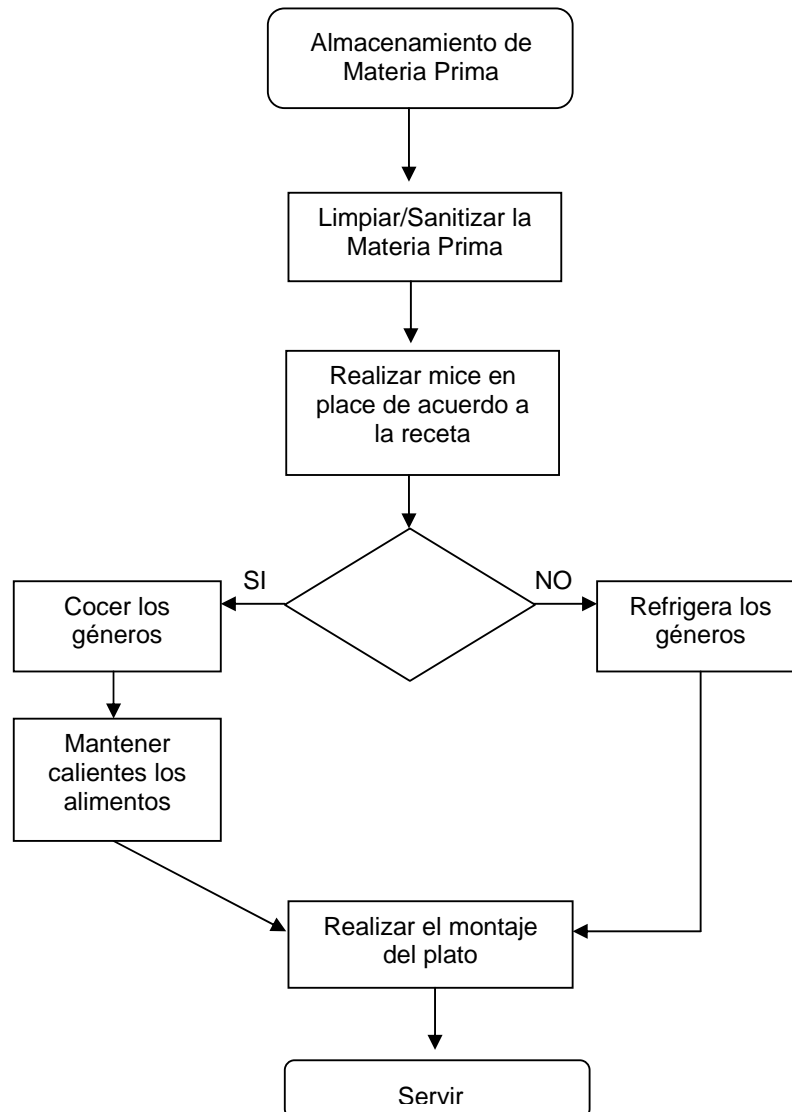 Almacenamiento de
Materia Prima
Limpiar/Sanitizar la
Materia Prima
Realizar mice en
place de acuerdo a
la receta
SI
NO
Cocer los
géneros
Refrigera los
géneros
Mantener
calientes los
alimentos
Realizar el montaje
del plato
Servir